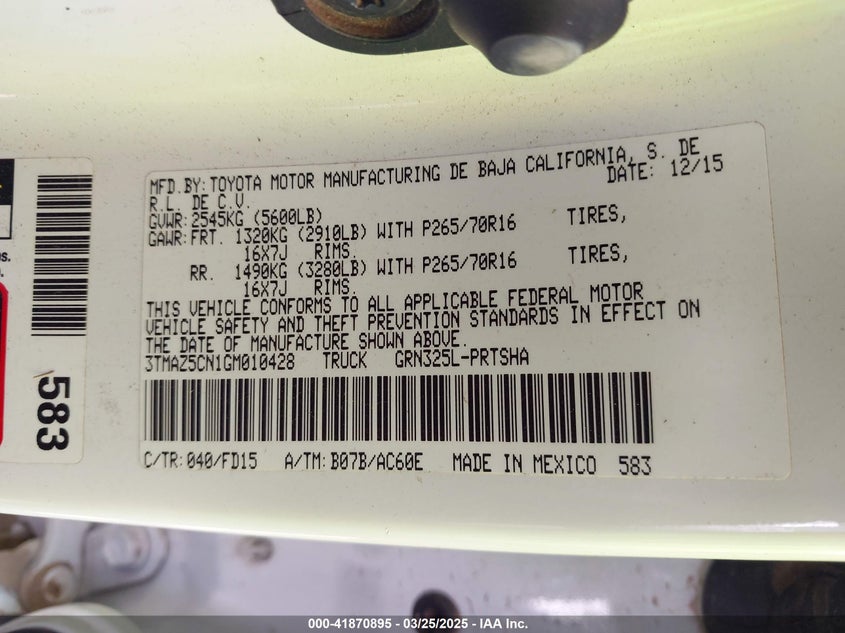 MFD.BY: TOYOTA MOTOR MANUFACTURING DE BAJA CALIFORNIA, S. DE
R.L. DE C.V. DATE: 12/15
GVWR: 2545KG (5600LB)
GAWR: FRT. 1320KG (2910LB) WITH P265/70R16 TIRES,
16X7J RIMS.
RR. 1490KG (3280LB) WITH P265/70R16 TIRES,
16X7J RIMS.
THIS VEHICLE CONFORMS TO ALL APPLICABLE FEDERAL MOTOR
VEHICLE SAFETY AND THEFT PREVENTION STANDARDS IN EFFECT ON
THE DATE OF MANUFACTURE SHOWN ABOVE.
3TMAZ5CN1GM010428 TRUCK GRN325L-PRTSHA
C/TR: 040/FD15 A/TM: B07B/AC60E MADE IN MEXICO 583
583
000-41870895 - 03/25/2025 - IAA Inc.